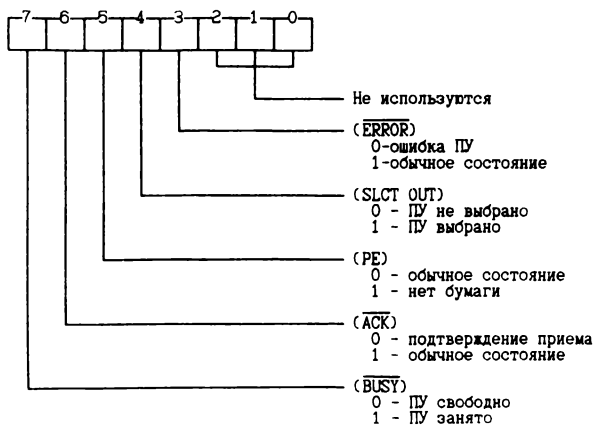 7 6 5 4 3 2 1 0
Не используются
(ERROR)
0-ошибка ПУ
1-обычное состояние
(SLCT OUT)
0 - ПУ не выбрано
1 - ПУ выбрано
(PE)
0 - обычное состояние
1 - нет бумаги
(ACK)
0 - подтверждение приема
1 - обычное состояние
(BUSY)
0 - ПУ свободно
1 - ПУ занято